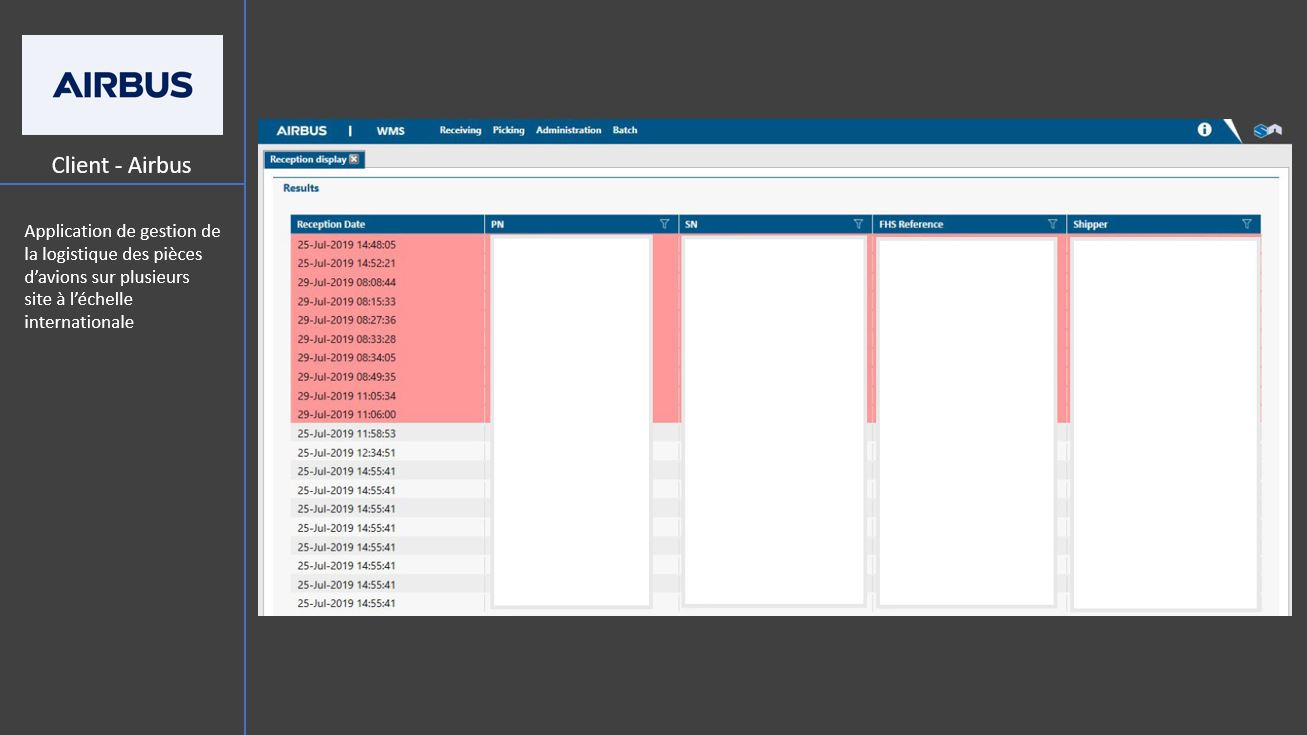 AIRBUS
Client - Airbus
Application de gestion de
la logistique des pièces
d’avions sur plusieurs
site à l’échelle
internationale
AIRBUS | WMS Receiving Picking Administration Batch
Reception display
Results
Reception Date PN SN FHS Reference Shipper
25-Jul-2019 14:48:05
25-Jul-2019 14:52:21
29-Jul-2019 08:08:44
29-Jul-2019 08:15:33
29-Jul-2019 08:27:36
29-Jul-2019 08:33:28
29-Jul-2019 08:34:05
29-Jul-2019 08:49:35
29-Jul-2019 11:05:34
29-Jul-2019 11:06:00
25-Jul-2019 11:58:53
25-Jul-2019 12:34:51
25-Jul-2019 14:55:41
25-Jul-2019 14:55:41
25-Jul-2019 14:55:41
25-Jul-2019 14:55:41
25-Jul-2019 14:55:41
25-Jul-2019 14:55:41
25-Jul-2019 14:55:41
25-Jul-2019 14:55:41